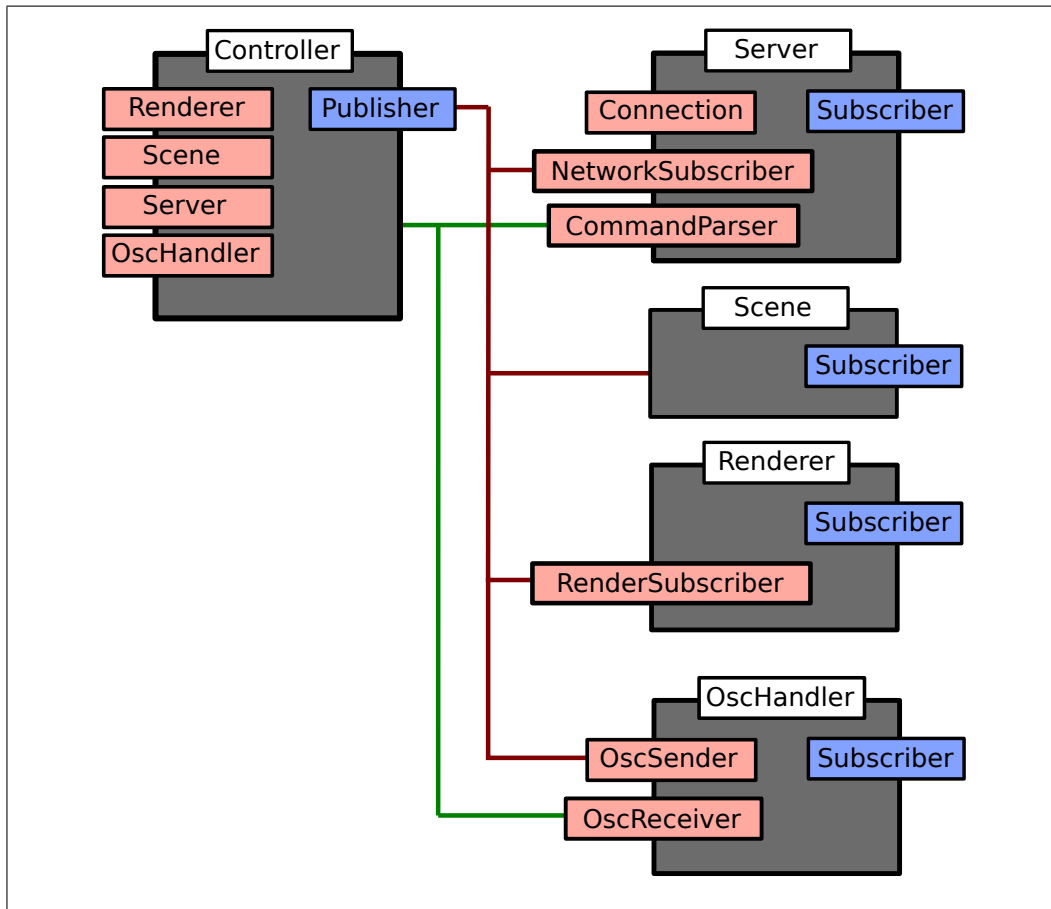 Controller
Renderer
Publisher
Scene
Server
OscHandler
Server
Connection
Subscriber
NetworkSubscriber
CommandParser
Scene
Subscriber
Renderer
Subscriber
RenderSubscriber
OscHandler
OscSender
Subscriber
OscReceiver